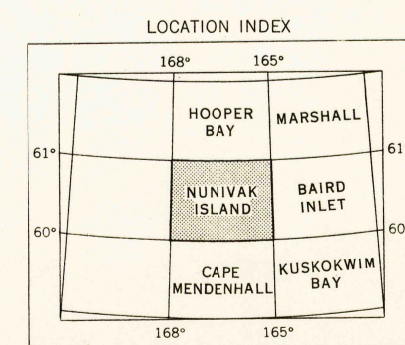 LOCATION INDEX
168° 165°
HOOPER
BAY
MARSHALL
61° 61
NUNIVAK
ISLAND
BAIRD
INLET
60° 60
CAPE
MENDENHALL
KUSKOKWIM
BAY
168° 165°